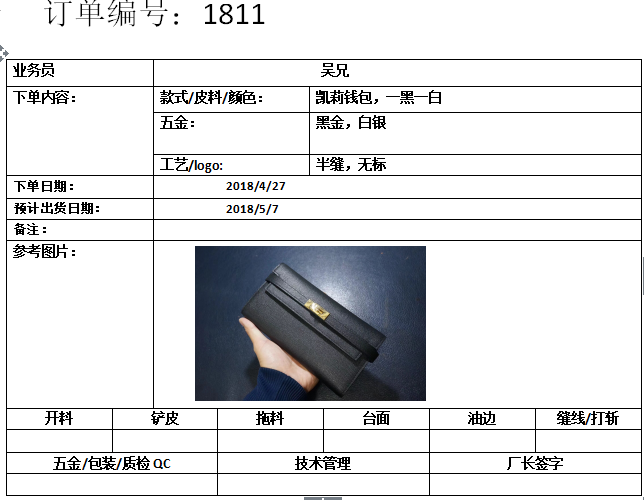 订单编号：1811
业务员 吴兄
下单内容： 款式/皮料/颜色： 凯莉钱包，一黑一白
五金： 黑金，白银
工艺/logo: 半缝，无标
下单日期： 2018/4/27
预计出货日期： 2018/5/7
备注：
参考图片：
开料 铲皮 拖料 台面 油边 缝线/打斩
五金/包装/质检QC 技术管理 厂长签字